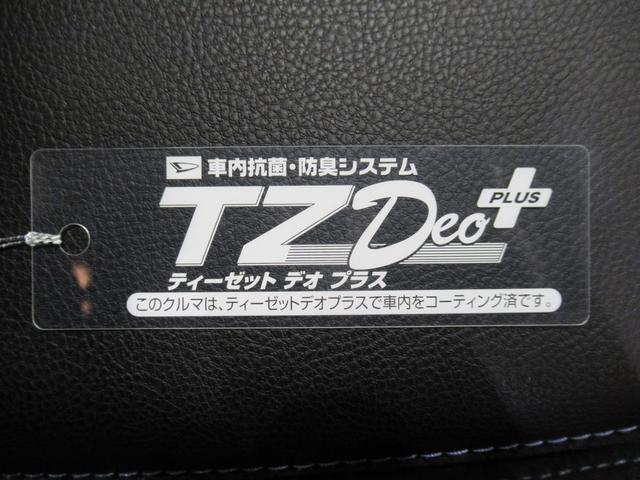 車内抗菌・防臭システム
TZ Deo PLUS
ティーゼット デオ プラス
このクルマは、ティーゼットデオプラスで車内をコーティング済です。